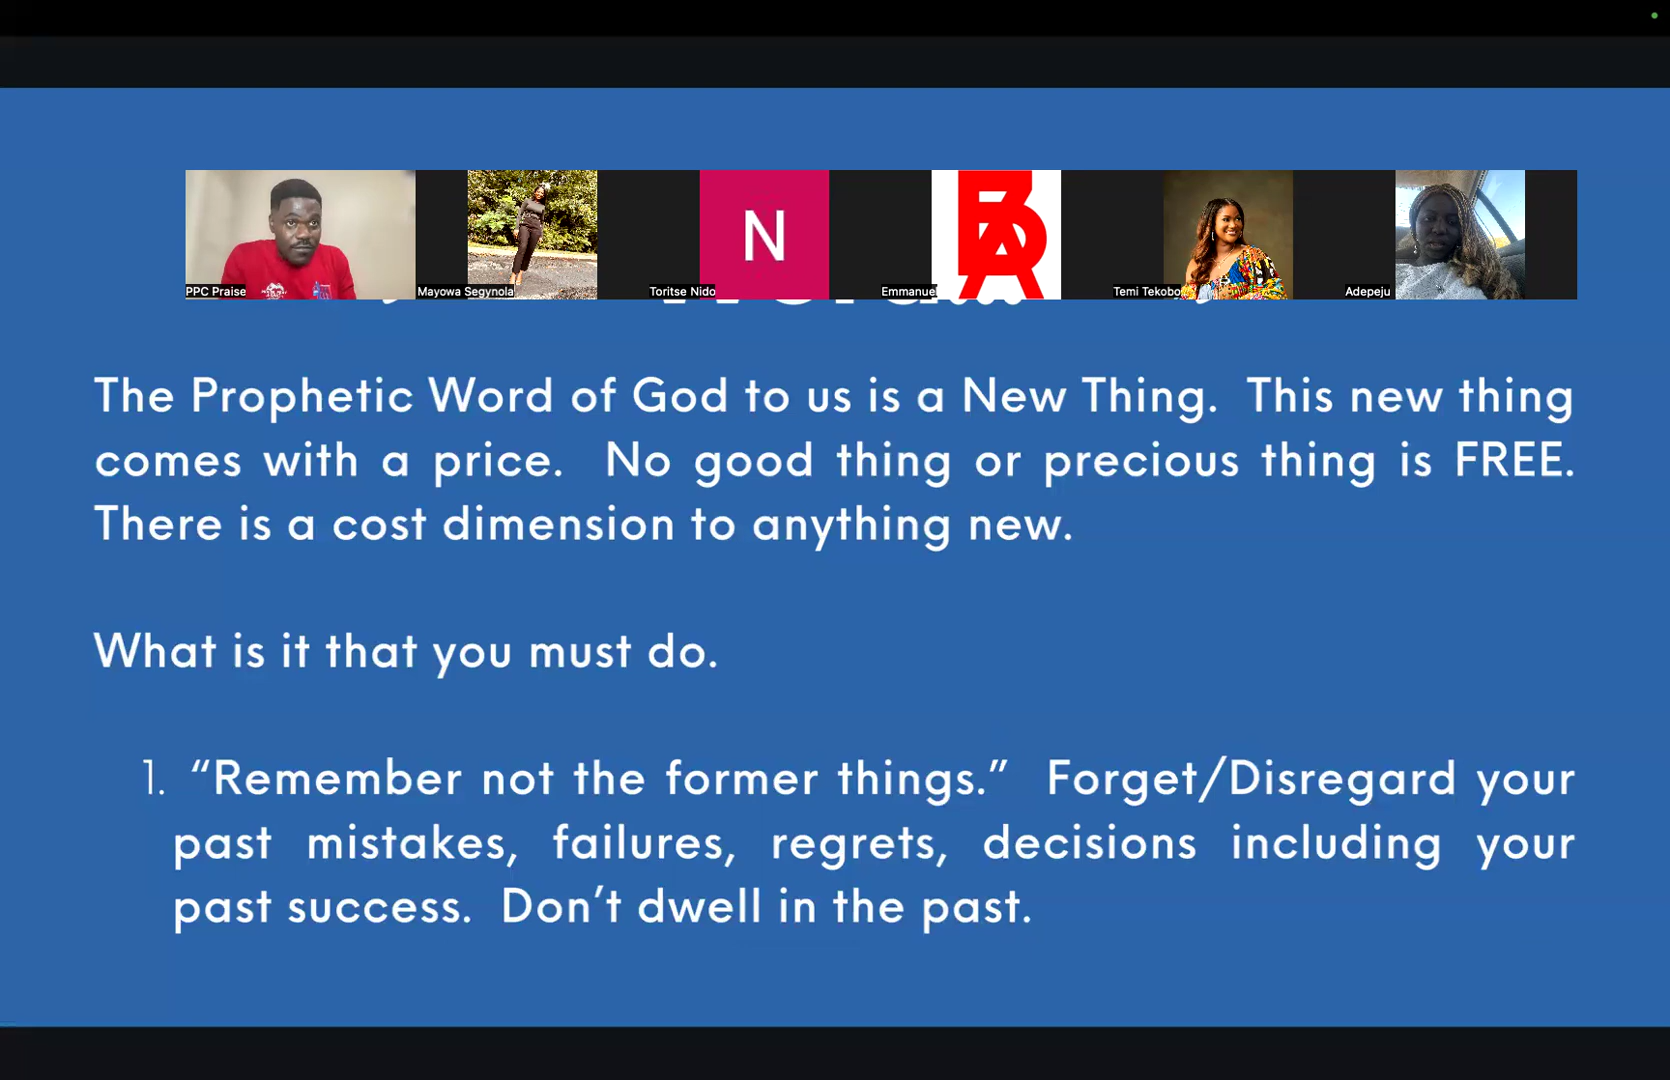 PPC Praise
Mayowa Segynola
N
Toritse Nido
Emmanue
Temi Tekobo
Adepeju
The Prophetic Word of God to us is a New Thing. This new thing
comes with a price. No good thing or precious thing is FREE.
There is a cost dimension to anything new.
What is it that you must do.
1. “Remember not the former things.” Forget/Disregard your
past mistakes, failures, regrets, decisions including your
past success. Don’t dwell in the past.